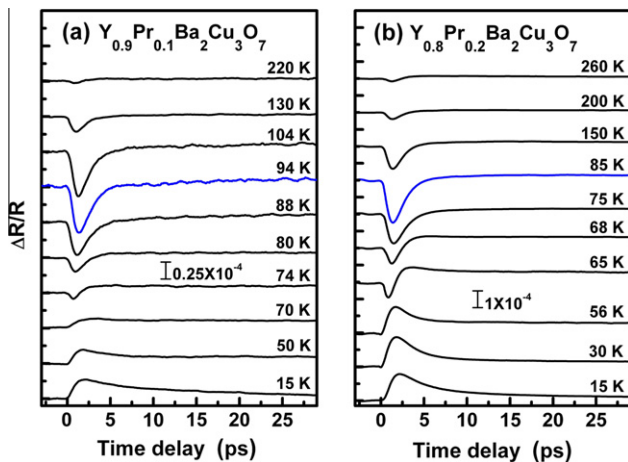 (a) Y0.9Pr0.1Ba2Cu3O7
220 K
130 K
104 K
94 K
88 K
80 K
0.25X10-4
74 K
70 K
50 K
15 K
0 5 10 15 20 25
Time delay (ps)
ΔR/R
(b) Y0.8Pr0.2Ba2Cu3O7
260 K
200 K
150 K
85 K
75 K
68 K
65 K
1X10-4
56 K
30 K
15 K
0 5 10 15 20 25
Time delay (ps)